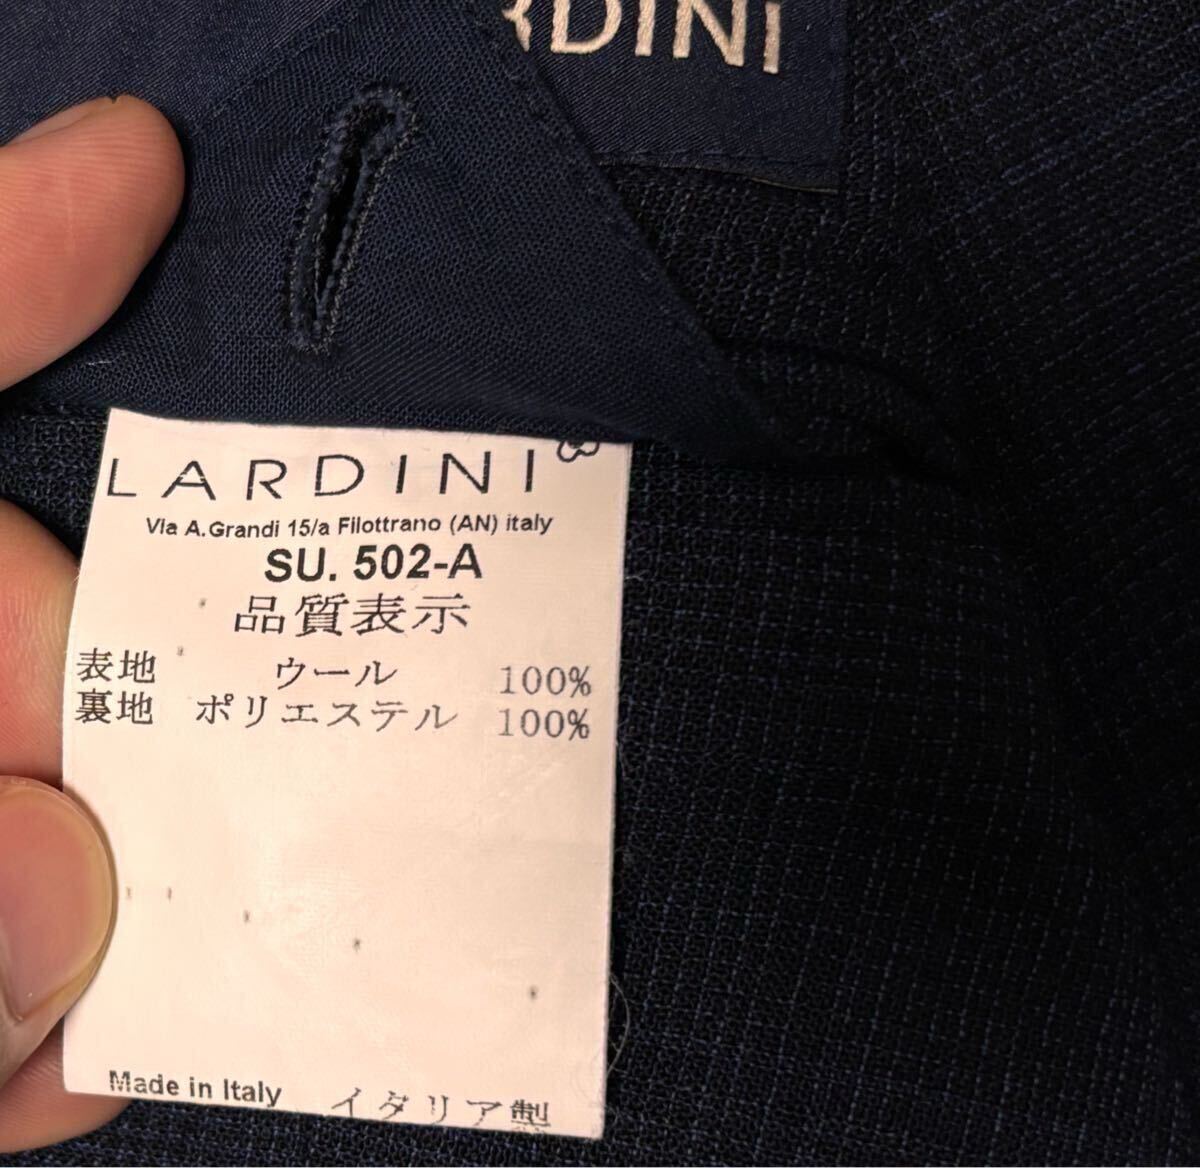 RDINI
LARDINI
Via A.Grandi 15/a Filottrano (AN) italy
SU. 502-A
品質表示
表地 ウール 100%
裏地 ポリエステル 100%
Made in Italy イタリア製